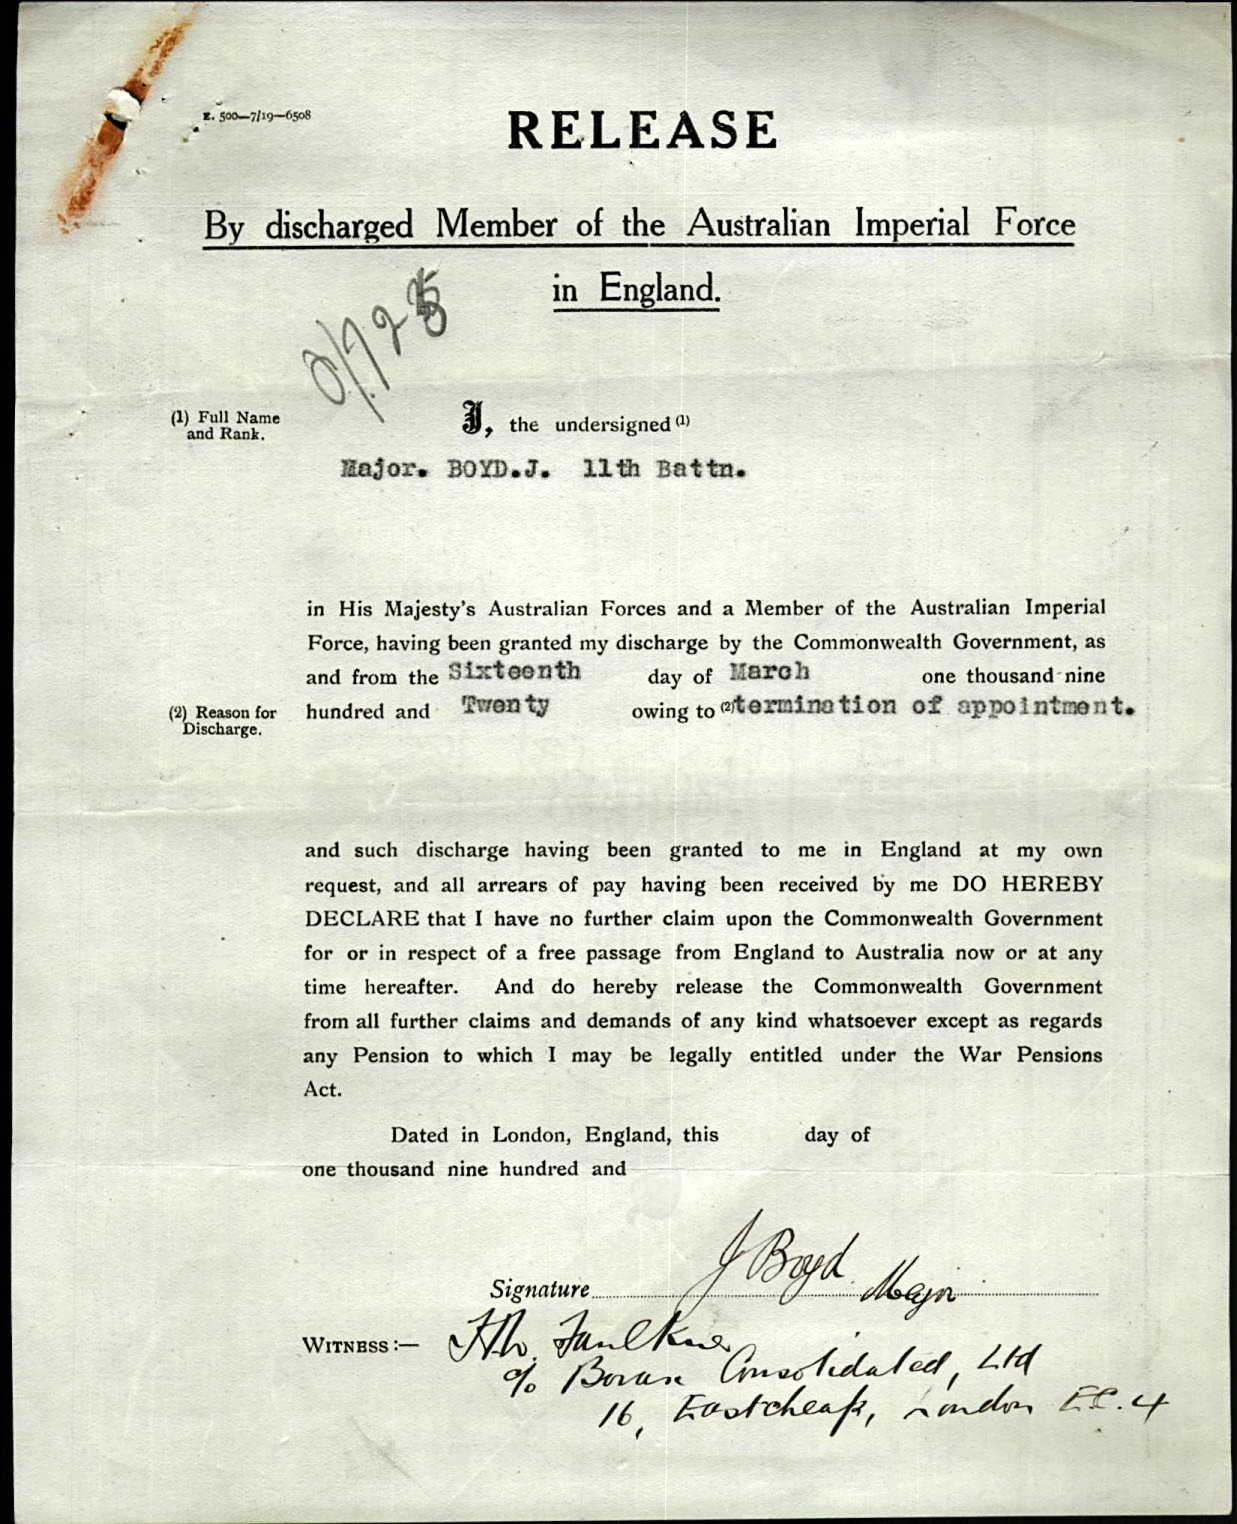 E. 500—7/19—6508
RELEASE
By discharged Member of the Australian Imperial Force
in England.
(1) Full Name
and Rank.
I, the undersigned (1)
Major. BOYD.J. 11th Battn.
in His Majesty's Australian Forces and a Member of the Australian Imperial
Force, having been granted my discharge by the Commonwealth Government, as
and from the Sixteenth day of March one thousand nine
(2) Reason for
Discharge.
hundred and Twenty owing to (2) termination of appointment.
and such discharge having been granted to me in England at my own
request, and all arrears of pay having been received by me DO HEREBY
DECLARE that I have no further claim upon the Commonwealth Government
for or in respect of a free passage from England to Australia now or at any
time hereafter. And do hereby release the Commonwealth Government
from all further claims and demands of any kind whatsoever except as regards
any Pension to which I may be legally entitled under the War Pensions
Act.
Dated in London, England, this day of
one thousand nine hundred and
Signature J Boyd Major
WITNESS :— Faulkner
c/o Borax Consolidated, Ltd
16, Eastcheap, London E.C.4